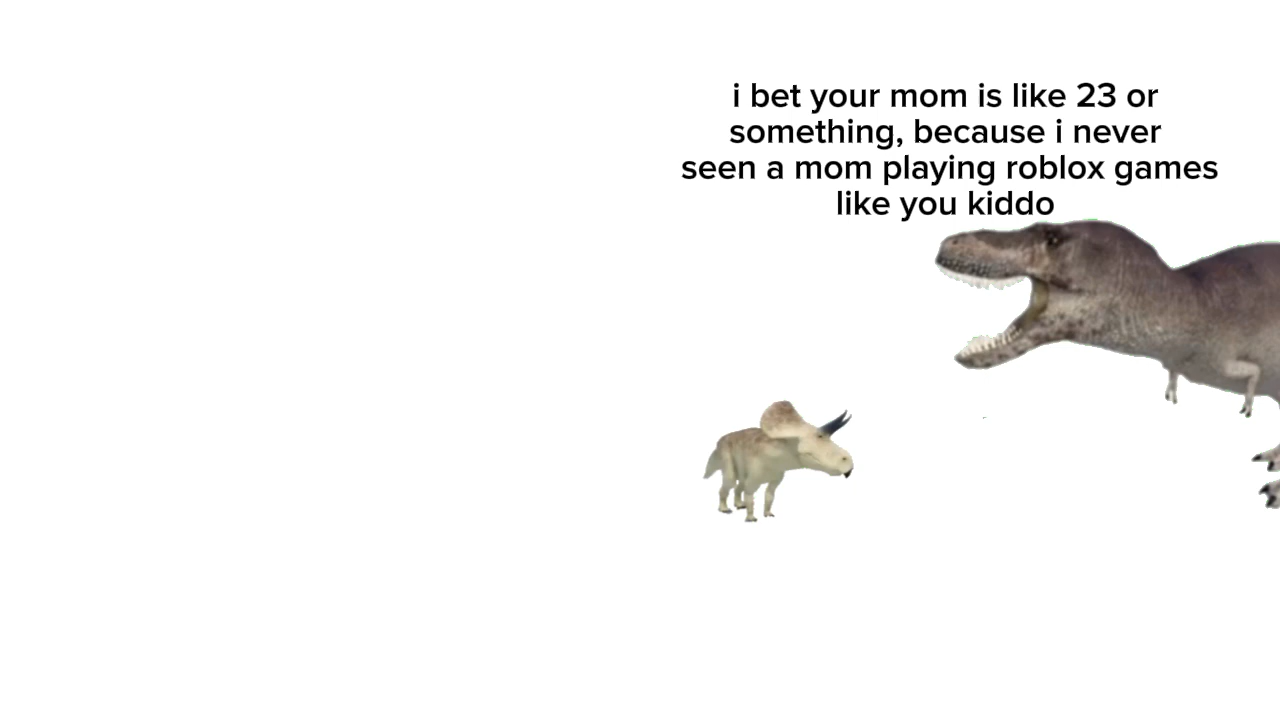 i bet your mom is like 23 or
something, because i never
seen a mom playing roblox games
like you kiddo